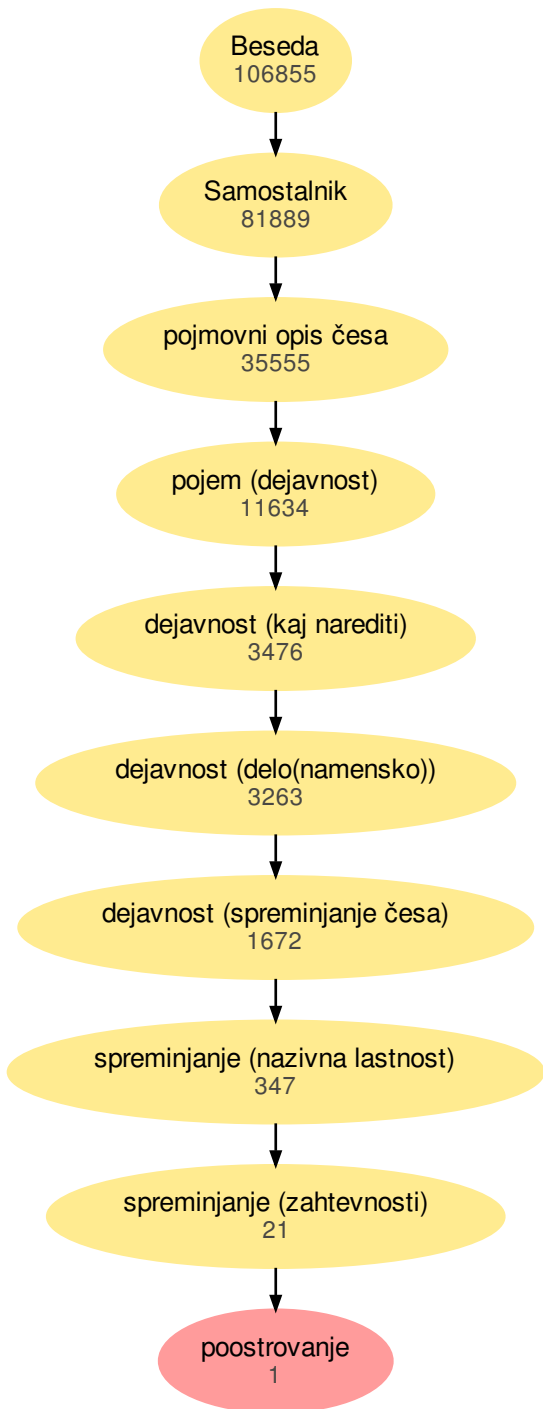 Beseda
106855
Samostalnik
81889
pojmovni opis česa
35555
pojem (dejavnost)
11634
dejavnost (kaj narediti)
3476
dejavnost (delo(namensko))
3263
dejavnost (spreminjanje česa)
1672
spreminjanje (nazivna lastnost)
347
spreminjanje (zahtevnosti)
21
poostrovanje
1